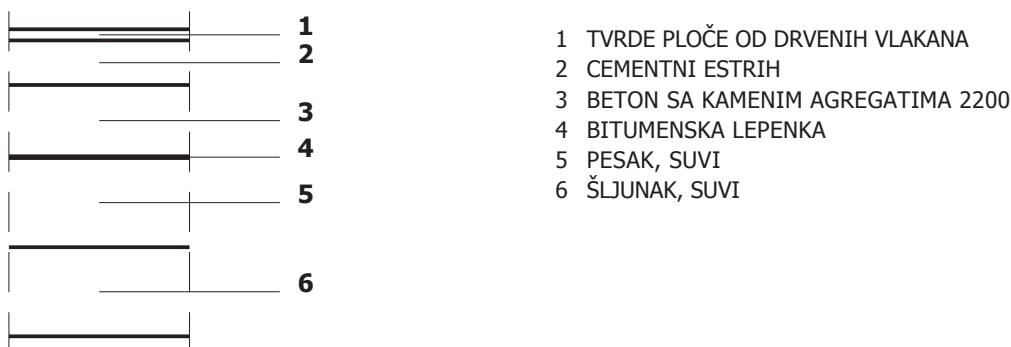 1
2
3
4
5
6
1 TVRDE PLOČE OD DRVENIH VLAKANA
2 CEMENTNI ESTRIH
3 BETON SA KAMENIM AGREGATIMA 2200
4 BITUMENSKA LEPENKA
5 PESAK, SUVI
6 ŠLJUNAK, SUVI